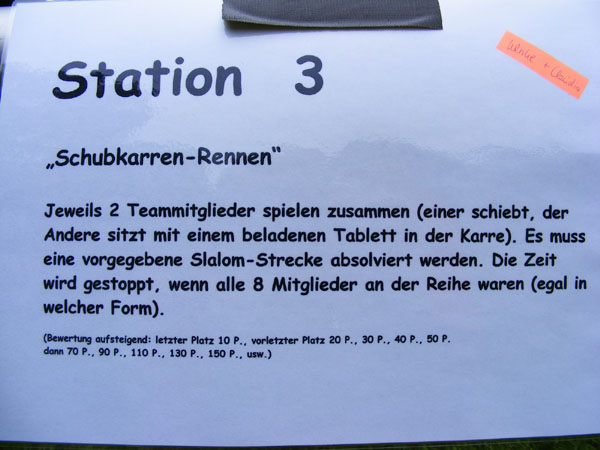 Station 3
Ulrike + Claudia
„Schubkarren-Rennen“
Jeweils 2 Teammitglieder spielen zusammen (einer schiebt, der
Andere sitzt mit einem beladenen Tablett in der Karre). Es muss
eine vorgegebene Slalom-Strecke absolviert werden. Die Zeit
wird gestoppt, wenn alle 8 Mitglieder an der Reihe waren (egal in
welcher Form).
(Bewertung aufsteigend: letzter Platz 10 P., vorletzter Platz 20 P., 30 P., 40 P., 50 P.
dann 70 P., 90 P., 110 P., 130 P., 150 P., usw.)